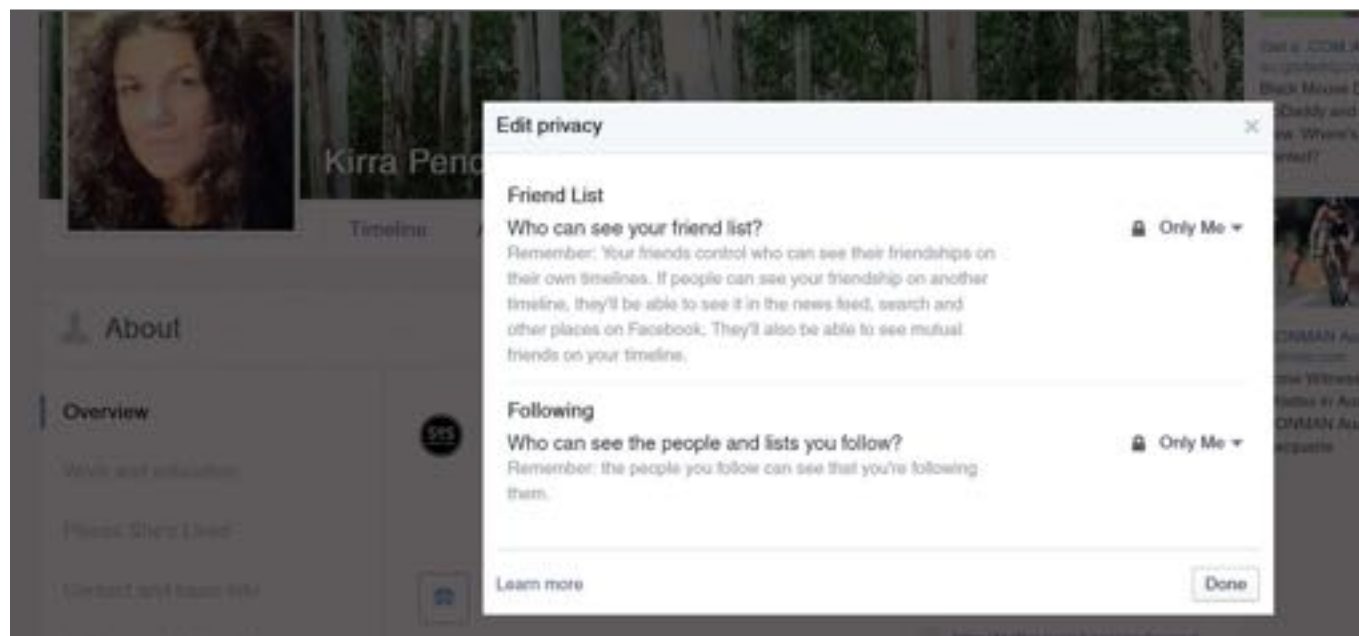 Kirra Pend
Timeline
About
Overview
Work and education
Places She's Lived
Contact and basic info
Edit privacy
Friend List
Who can see your friend list?
Only Me
Remember: Your friends control who can see their friendships on
their own timelines. If people can see your friendship on another
timeline, they'll be able to see it in the news feed, search and
other places on Facebook. They'll also be able to see mutual
friends on your timeline.
Following
Who can see the people and lists you follow?
Only Me
Remember: the people you follow can see that you're following
them.
Learn more
Done